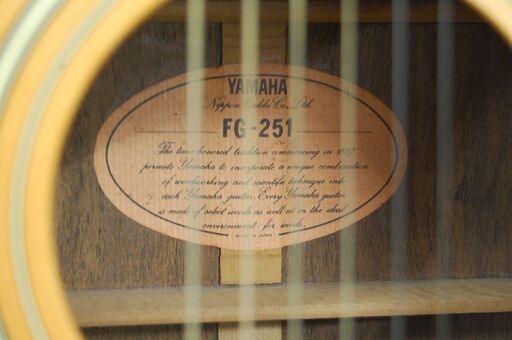 YAMAHA
Nippon Gakki Co., Ltd.
FG-251
The time honored tradition commencing in 1887
permits Yamaha to incorporate a unique combination
of woodworking and scientific technique into
each Yamaha guitar. Every Yamaha guitar
is made of select woods as well as in the ideal
environment for woods.
MADE IN JAPAN